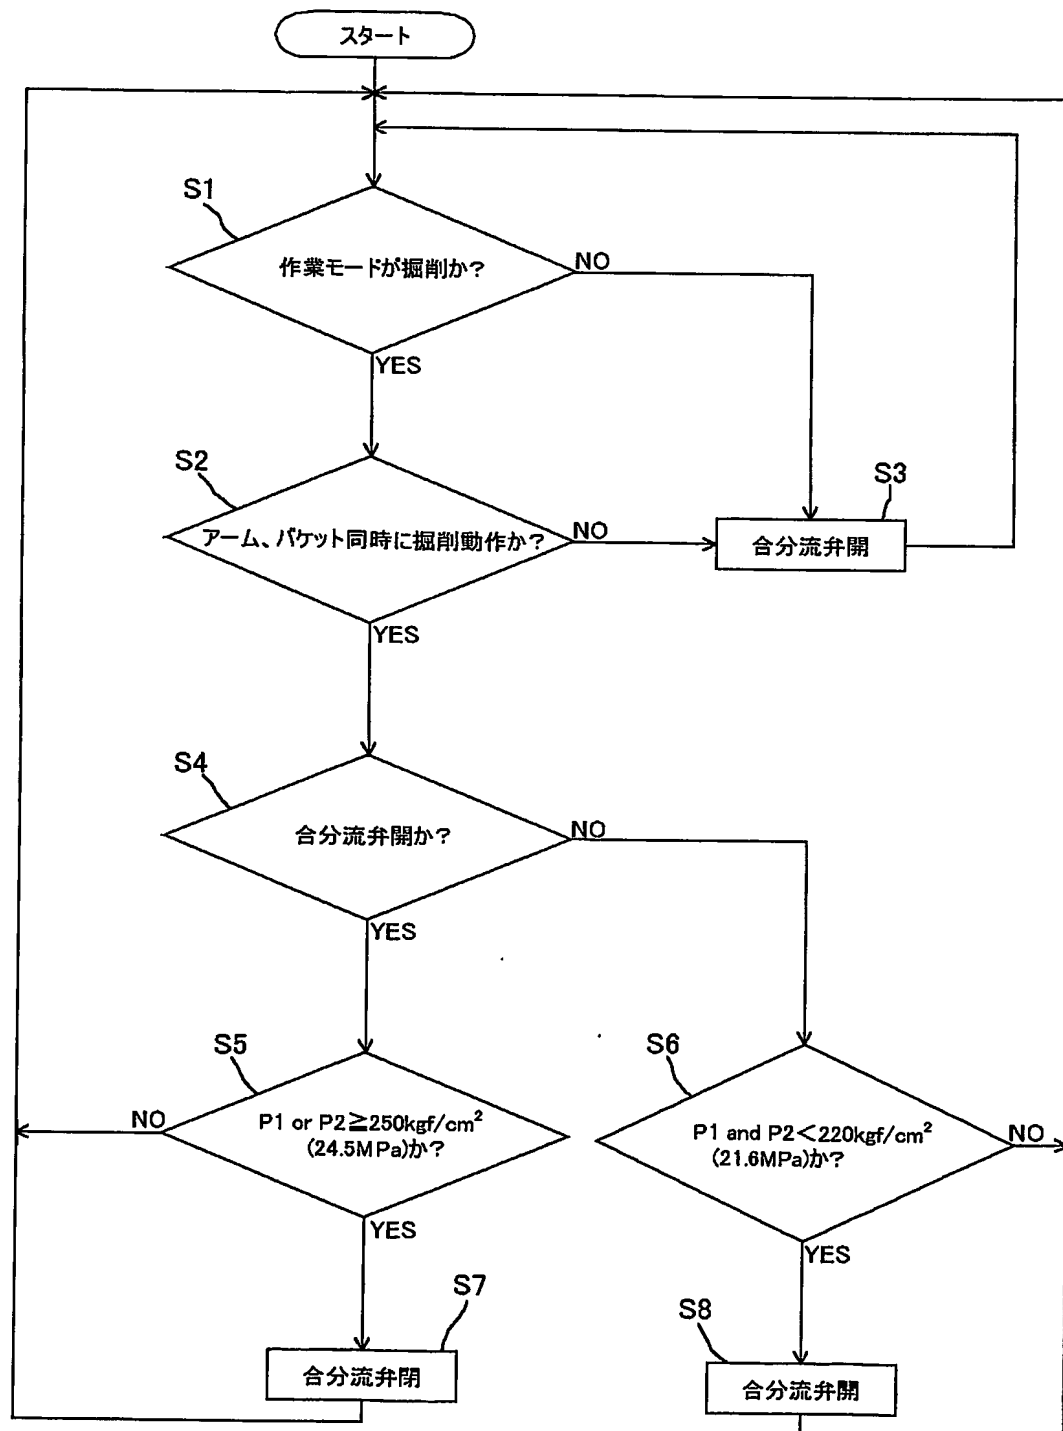 スタート
S1
作業モードが掘削か?
NO
YES
S2
アーム、バケット同時に掘削動作か?
NO
YES
S3
合分流弁開
S4
合分流弁開か?
NO
YES
S5
P1 or P2≧250kgf/cm²
(24.5MPa)か?
NO
YES
S6
P1 and P2<220kgf/cm²
(21.6MPa)か?
NO
YES
S7
合分流弁閉
S8
合分流弁開